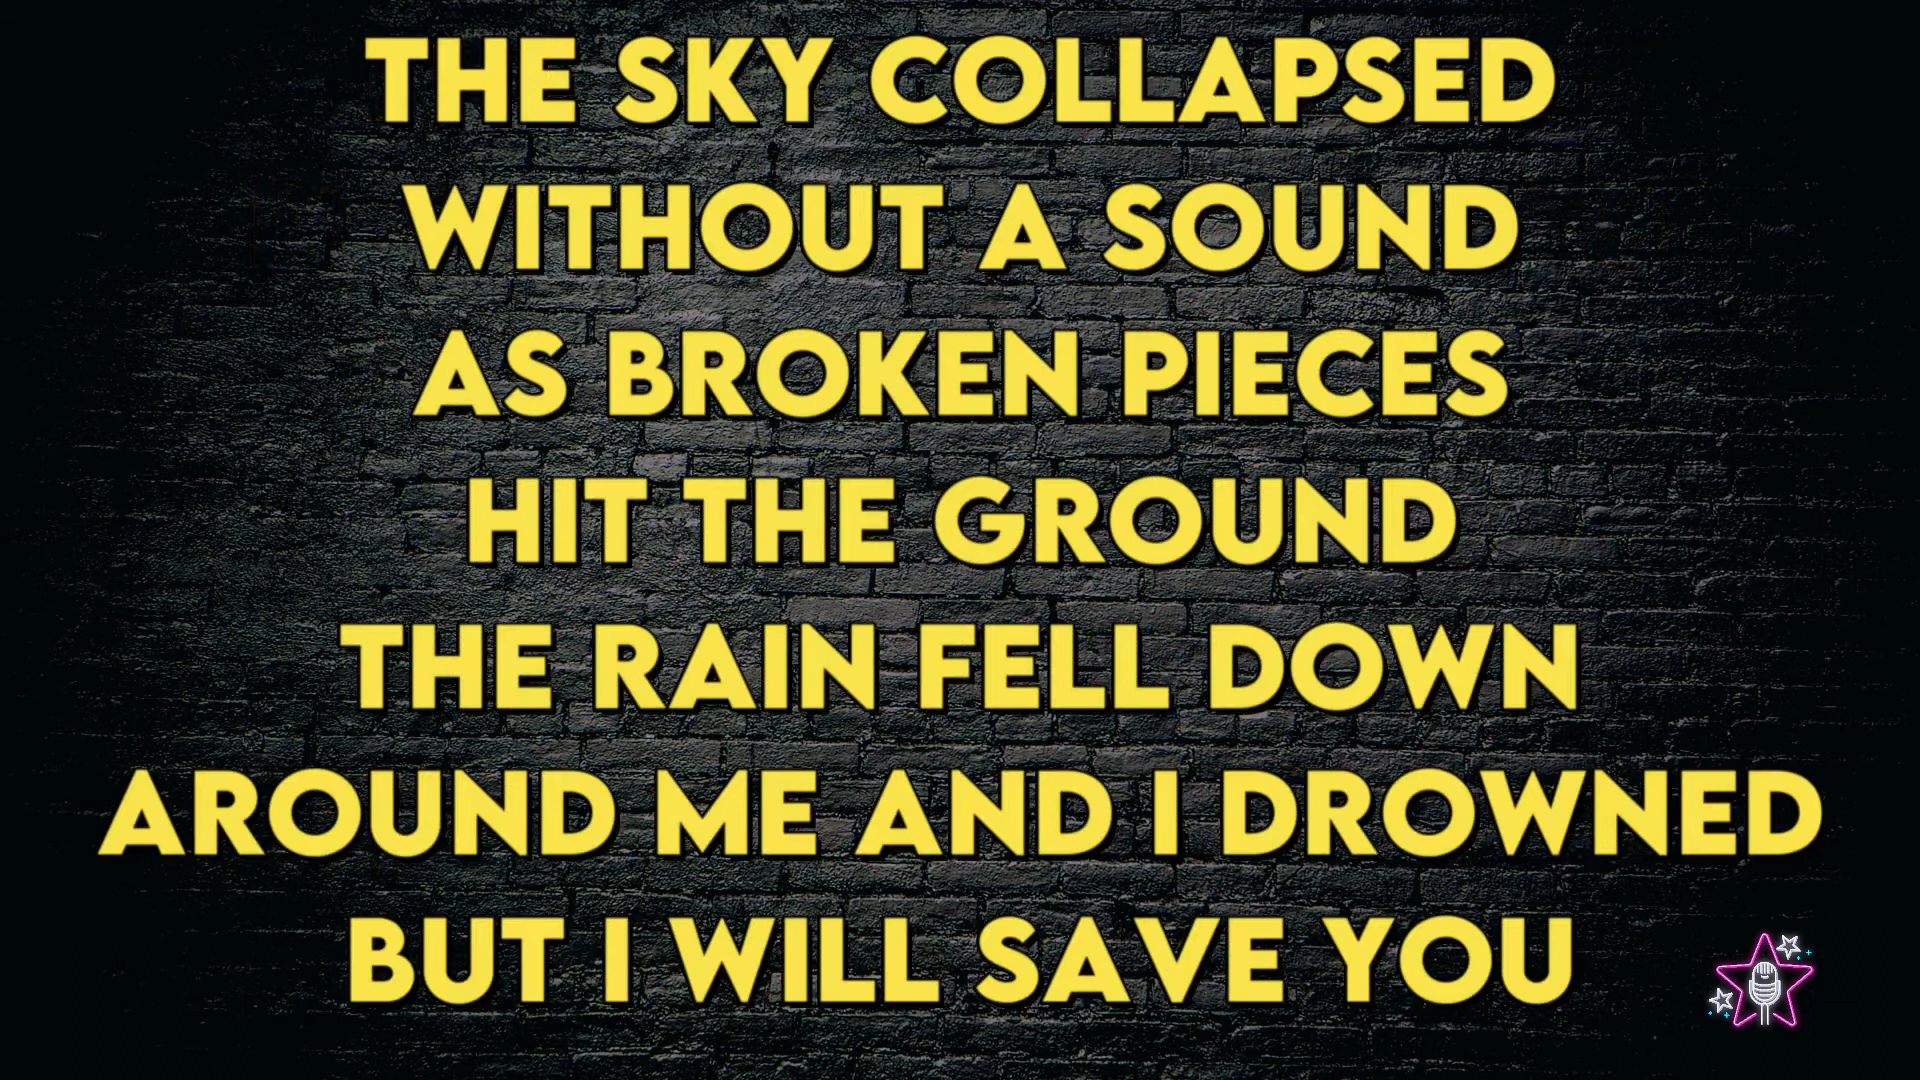 THE SKY COLLAPSED
WITHOUT A SOUND
AS BROKEN PIECES
HIT THE GROUND
THE RAIN FELL DOWN
AROUND ME AND I DROWNED
BUT I WILL SAVE YOU